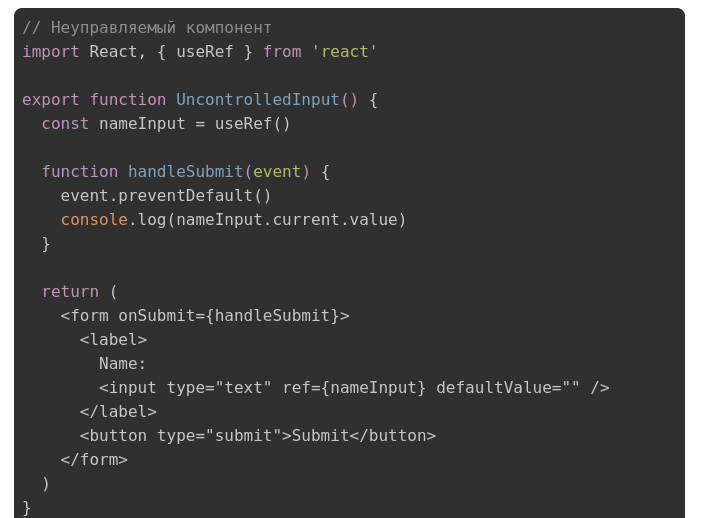 // Неуправляемый компонент
import React, { useRef } from 'react'

export function UncontrolledInput() {
  const nameInput = useRef()

  function handleSubmit(event) {
    event.preventDefault()
    console.log(nameInput.current.value)
  }

  return (
    <form onSubmit={handleSubmit}>
      <label>
        Name:
        <input type="text" ref={nameInput} defaultValue="" />
      </label>
      <button type="submit">Submit</button>
    </form>
  )
}